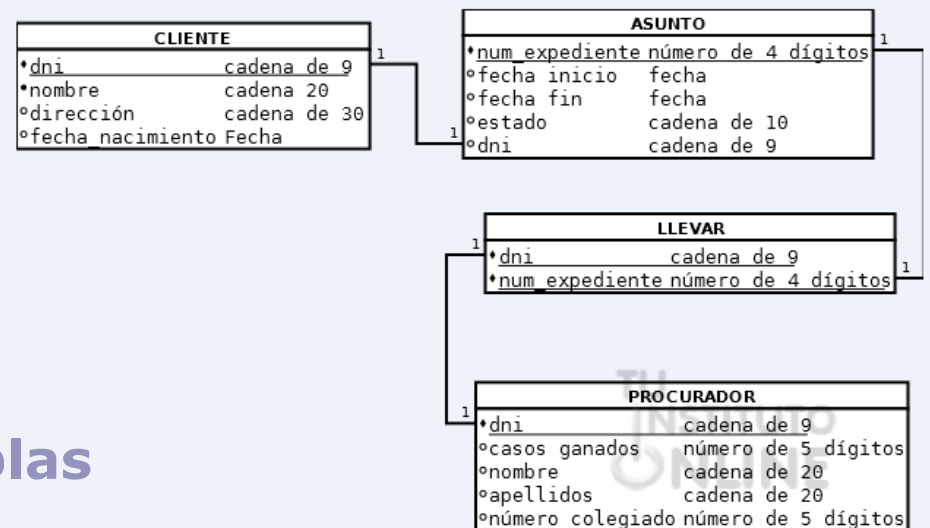 CLIENTE
dni cadena de 9
nombre cadena 20
dirección cadena de 30
fecha_nacimiento Fecha
1
1
ASUNTO
num_expediente número de 4 dígitos
fecha inicio fecha
fecha fin fecha
estado cadena de 10
dni cadena de 9
1
LLEVAR
1
dni cadena de 9
num_expediente número de 4 dígitos
1
TU
INSTITUTO
ONLINE
PROCURADOR
1
dni cadena de 9
casos ganados número de 5 dígitos
nombre cadena de 20
apellidos cadena de 20
número colegiado número de 5 dígitos